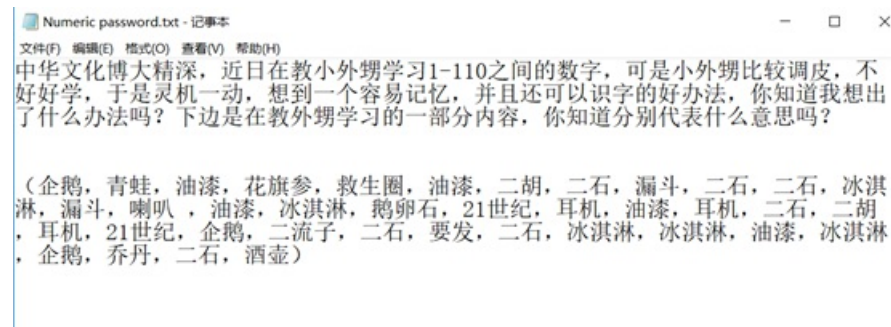 Numeric password.txt - 记事本
文件(F) 编辑(E) 格式(O) 查看(V) 帮助(H)
中华文化博大精深，近日在教小外甥学习1-110之间的数字，可是小外甥比较调皮，不
好好学，于是灵机一动，想到一个容易记忆，并且还可以识字的好办法，你知道我想出
了什么办法吗？下边是在教外甥学习的一部分内容，你知道分别代表什么意思吗？
（企鹅，青蛙，油漆，花旗参，救生圈，油漆，二胡，二石，漏斗，二石，二石，冰淇
淋，漏斗，喇叭 ，油漆，冰淇淋，鹅卵石，21世纪，耳机，油漆，耳机，二石，二胡
，耳机，21世纪，企鹅，二流子，二石，要发，二石，冰淇淋，冰淇淋，油漆，冰淇淋
，企鹅，乔丹，二石，酒壶）